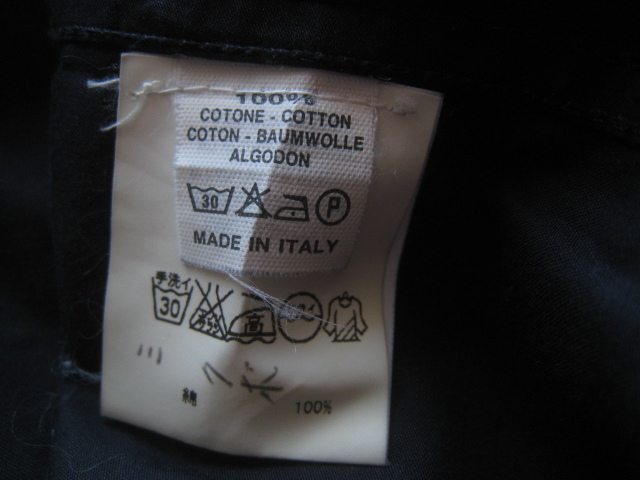 100%
COTONE - COTTON
COTON - BAUMWOLLE
ALGODON
30 P
MADE IN ITALY
手洗イ
30 高
綿 100%